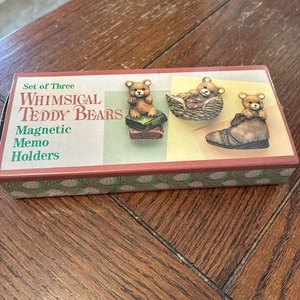 Set of Three
WHIMSICAL
TEDDY BEARS
Magnetic
Memo
Holders